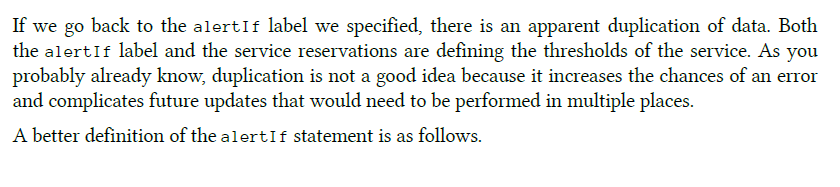 If we go back to the alertIf label we specified, there is an apparent duplication of data. Both
the alertIf label and the service reservations are defining the thresholds of the service. As you
probably already know, duplication is not a good idea because it increases the chances of an error
and complicates future updates that would need to be performed in multiple places.
A better definition of the alertIf statement is as follows.